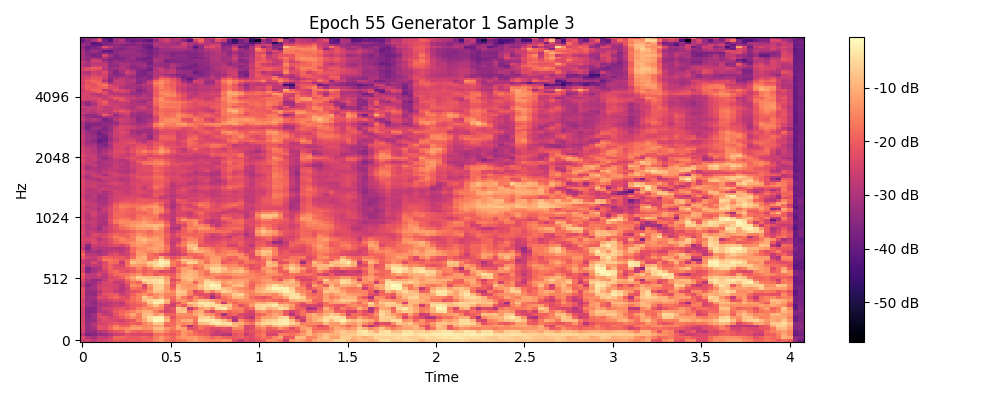 Epoch 55 Generator 1 Sample 3
Hz
4096
2048
1024
512
0
0 0.5 1 1.5 2 2.5 3 3.5 4
Time
-10 dB
-20 dB
-30 dB
-40 dB
-50 dB